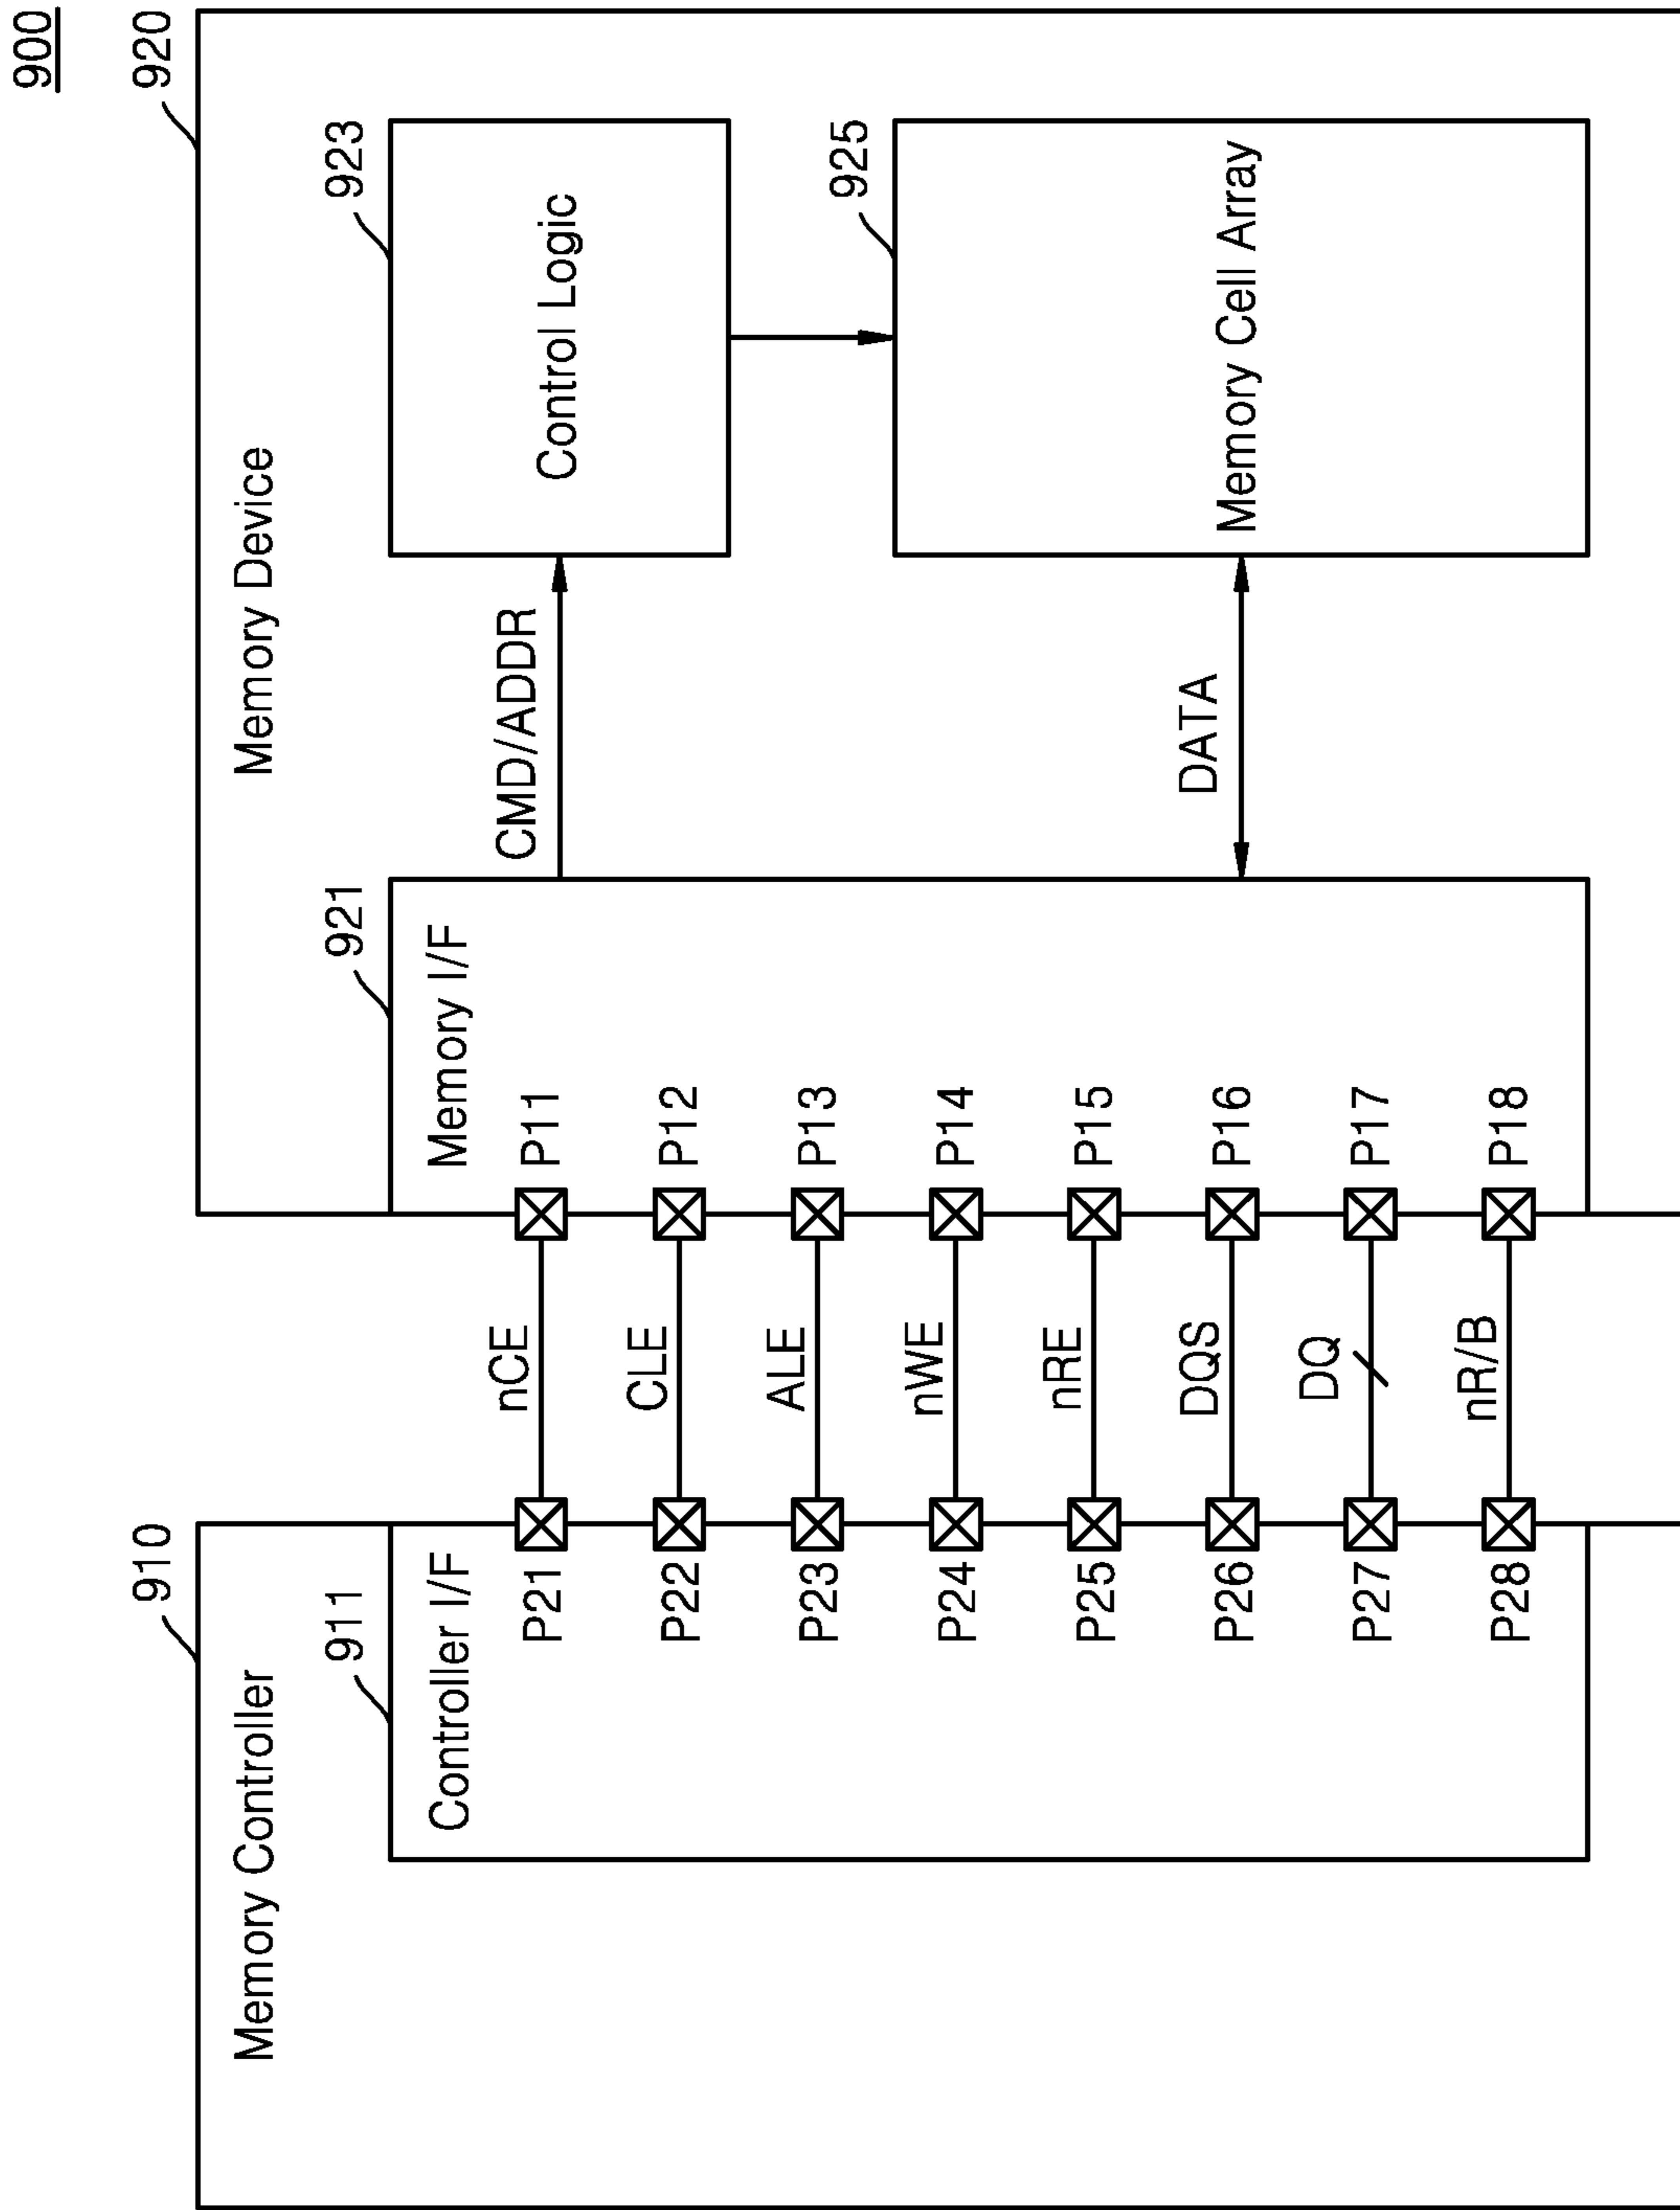 900
910
920
Memory Controller
Memory Device
911
921
923
Controller I/F
Memory I/F
Control Logic
CMD/ADDR
P21
nCE
P11
P22
CLE
P12
P23
ALE
P13
P24
nWE
P14
925
P25
nRE
P15
P26
DQS
P16
DATA
Memory Cell Array
P27
DQ
P17
P28
nR/B
P18